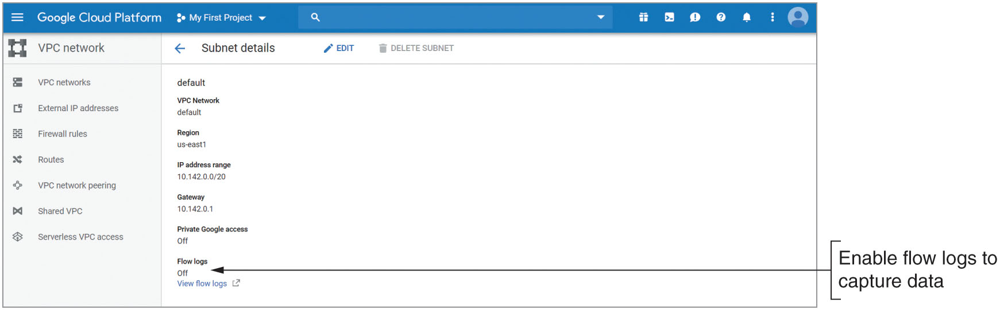 Google Cloud Platform
My First Project
VPC network
Subnet details
EDIT
DELETE SUBNET
VPC networks
External IP addresses
Firewall rules
Routes
VPC network peering
Shared VPC
Serverless VPC access
default
VPC Network
default
Region
us-east1
IP address range
10.142.0.0/20
Gateway
10.142.0.1
Private Google access
Off
Flow logs
Off
View flow logs
Enable flow logs to
capture data